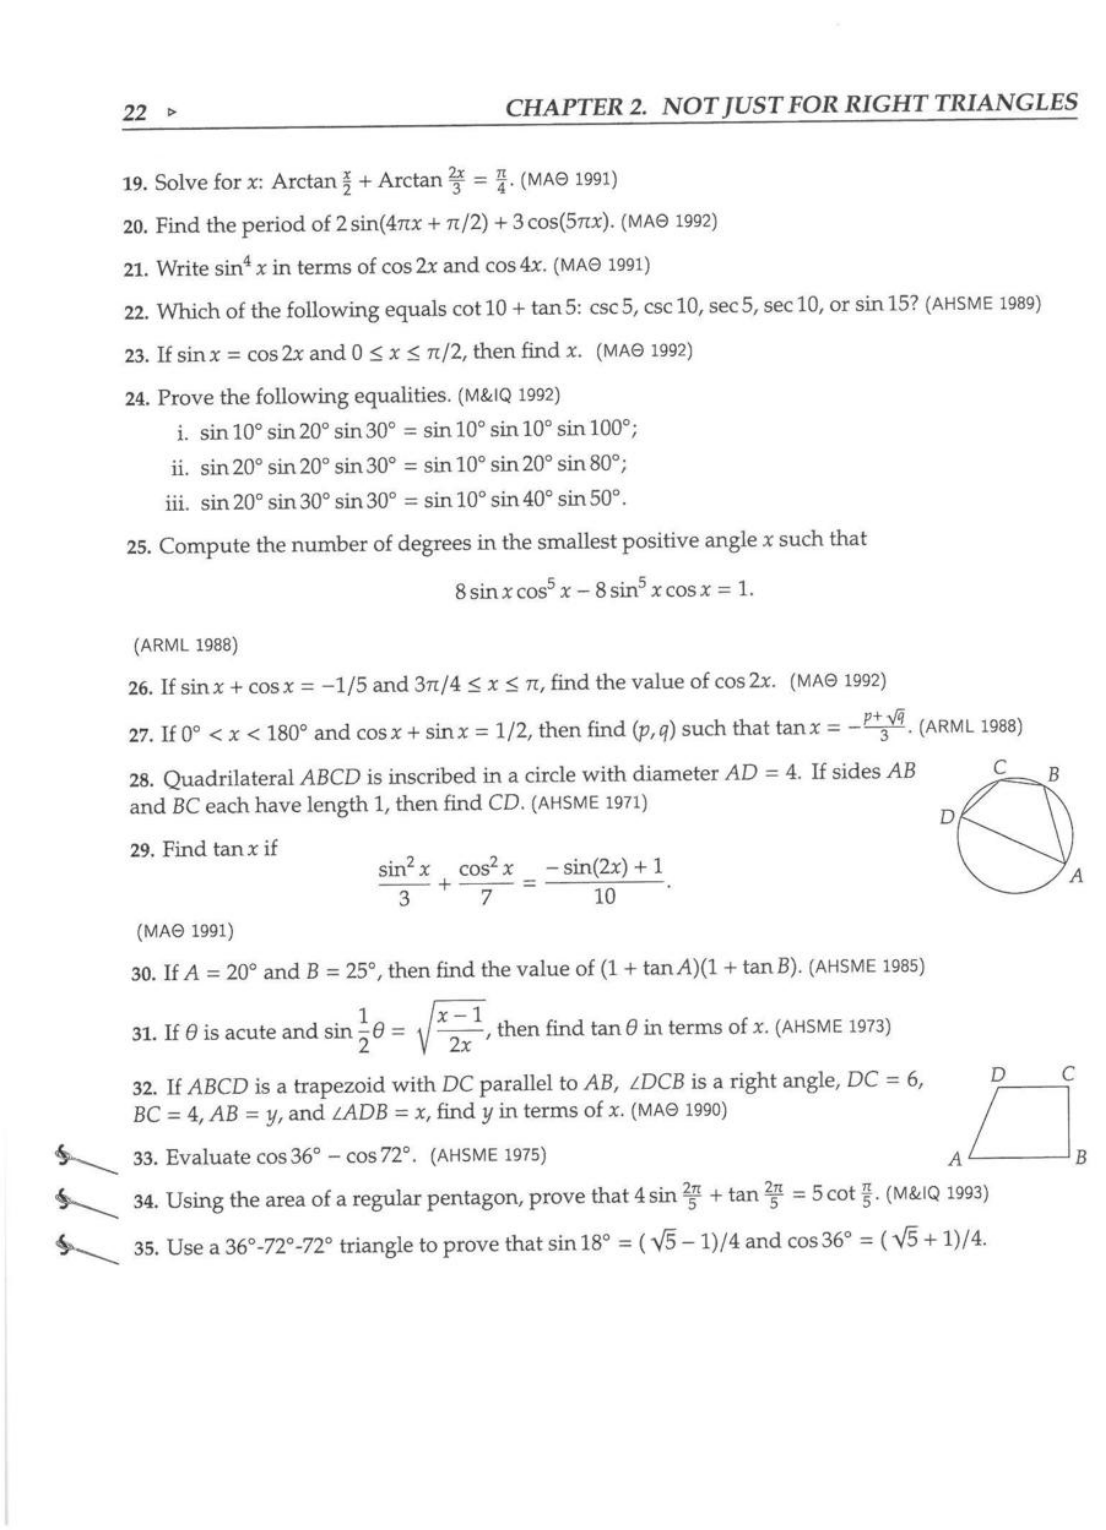 22 ▹ CHAPTER 2. NOT JUST FOR RIGHT TRIANGLES
19. Solve for x: Arctan x/2 + Arctan 2x/3 = π/4. (MAΘ 1991)
20. Find the period of 2 sin(4πx + π/2) + 3 cos(5πx). (MAΘ 1992)
21. Write sin⁴ x in terms of cos 2x and cos 4x. (MAΘ 1991)
22. Which of the following equals cot 10 + tan 5: csc 5, csc 10, sec 5, sec 10, or sin 15? (AHSME 1989)
23. If sin x = cos 2x and 0 ≤ x ≤ π/2, then find x. (MAΘ 1992)
24. Prove the following equalities. (M&IQ 1992)
i. sin 10° sin 20° sin 30° = sin 10° sin 10° sin 100°;
ii. sin 20° sin 20° sin 30° = sin 10° sin 20° sin 80°;
iii. sin 20° sin 30° sin 30° = sin 10° sin 40° sin 50°.
25. Compute the number of degrees in the smallest positive angle x such that
8 sin x cos⁵ x − 8 sin⁵ x cos x = 1.
(ARML 1988)
26. If sin x + cos x = −1/5 and 3π/4 ≤ x ≤ π, find the value of cos 2x. (MAΘ 1992)
27. If 0° < x < 180° and cos x + sin x = 1/2, then find (p, q) such that tan x = −(p+√q)/3. (ARML 1988)
28. Quadrilateral ABCD is inscribed in a circle with diameter AD = 4. If sides AB
and BC each have length 1, then find CD. (AHSME 1971)
C B
D
A
29. Find tan x if
sin² x/3 + cos² x/7 = (− sin(2x) + 1)/10.
(MAΘ 1991)
30. If A = 20° and B = 25°, then find the value of (1 + tan A)(1 + tan B). (AHSME 1985)
31. If θ is acute and sin 1/2 θ = √((x − 1)/2x), then find tan θ in terms of x. (AHSME 1973)
32. If ABCD is a trapezoid with DC parallel to AB, ∠DCB is a right angle, DC = 6,
BC = 4, AB = y, and ∠ADB = x, find y in terms of x. (MAΘ 1990)
D C
A B
33. Evaluate cos 36° − cos 72°. (AHSME 1975)
34. Using the area of a regular pentagon, prove that 4 sin 2π/5 + tan 2π/5 = 5 cot π/5. (M&IQ 1993)
35. Use a 36°-72°-72° triangle to prove that sin 18° = (√5 − 1)/4 and cos 36° = (√5 + 1)/4.